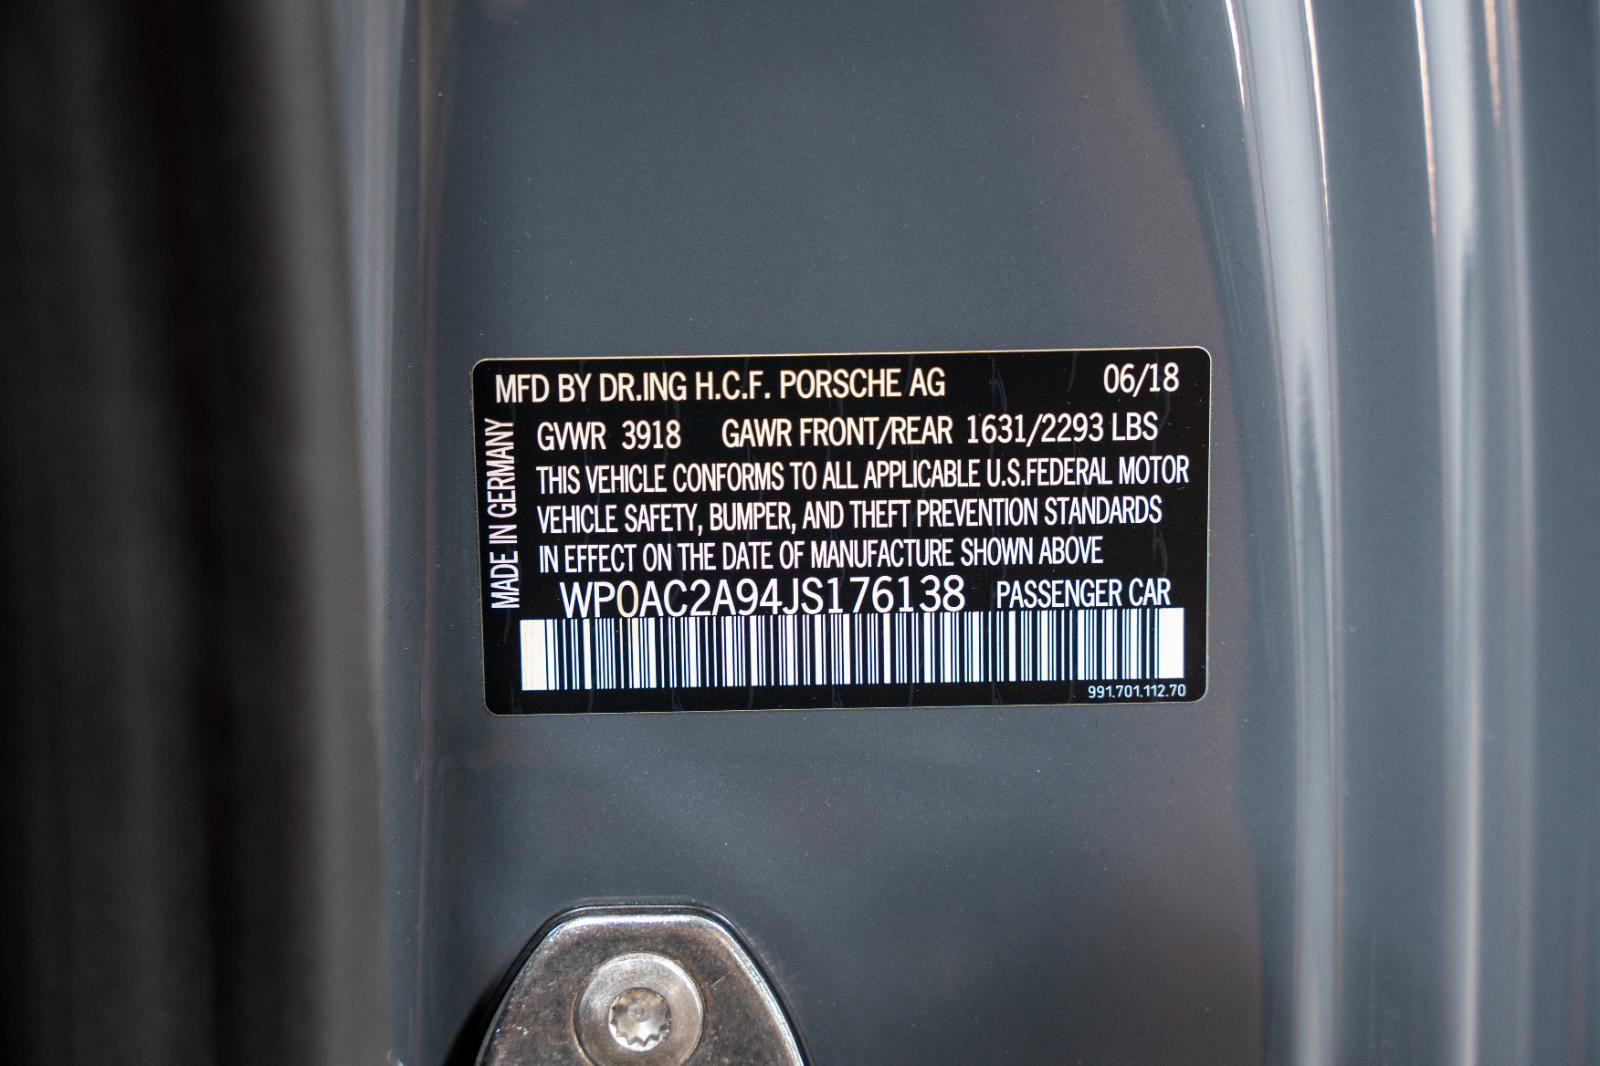 MFD BY DR.ING H.C.F. PORSCHE AG 06/18
GVWR 3918 GAWR FRONT/REAR 1631/2293 LBS
THIS VEHICLE CONFORMS TO ALL APPLICABLE U.S.FEDERAL MOTOR
VEHICLE SAFETY, BUMPER, AND THEFT PREVENTION STANDARDS
IN EFFECT ON THE DATE OF MANUFACTURE SHOWN ABOVE
WP0AC2A94JS176138 PASSENGER CAR
991.701.112.70
MADE IN GERMANY